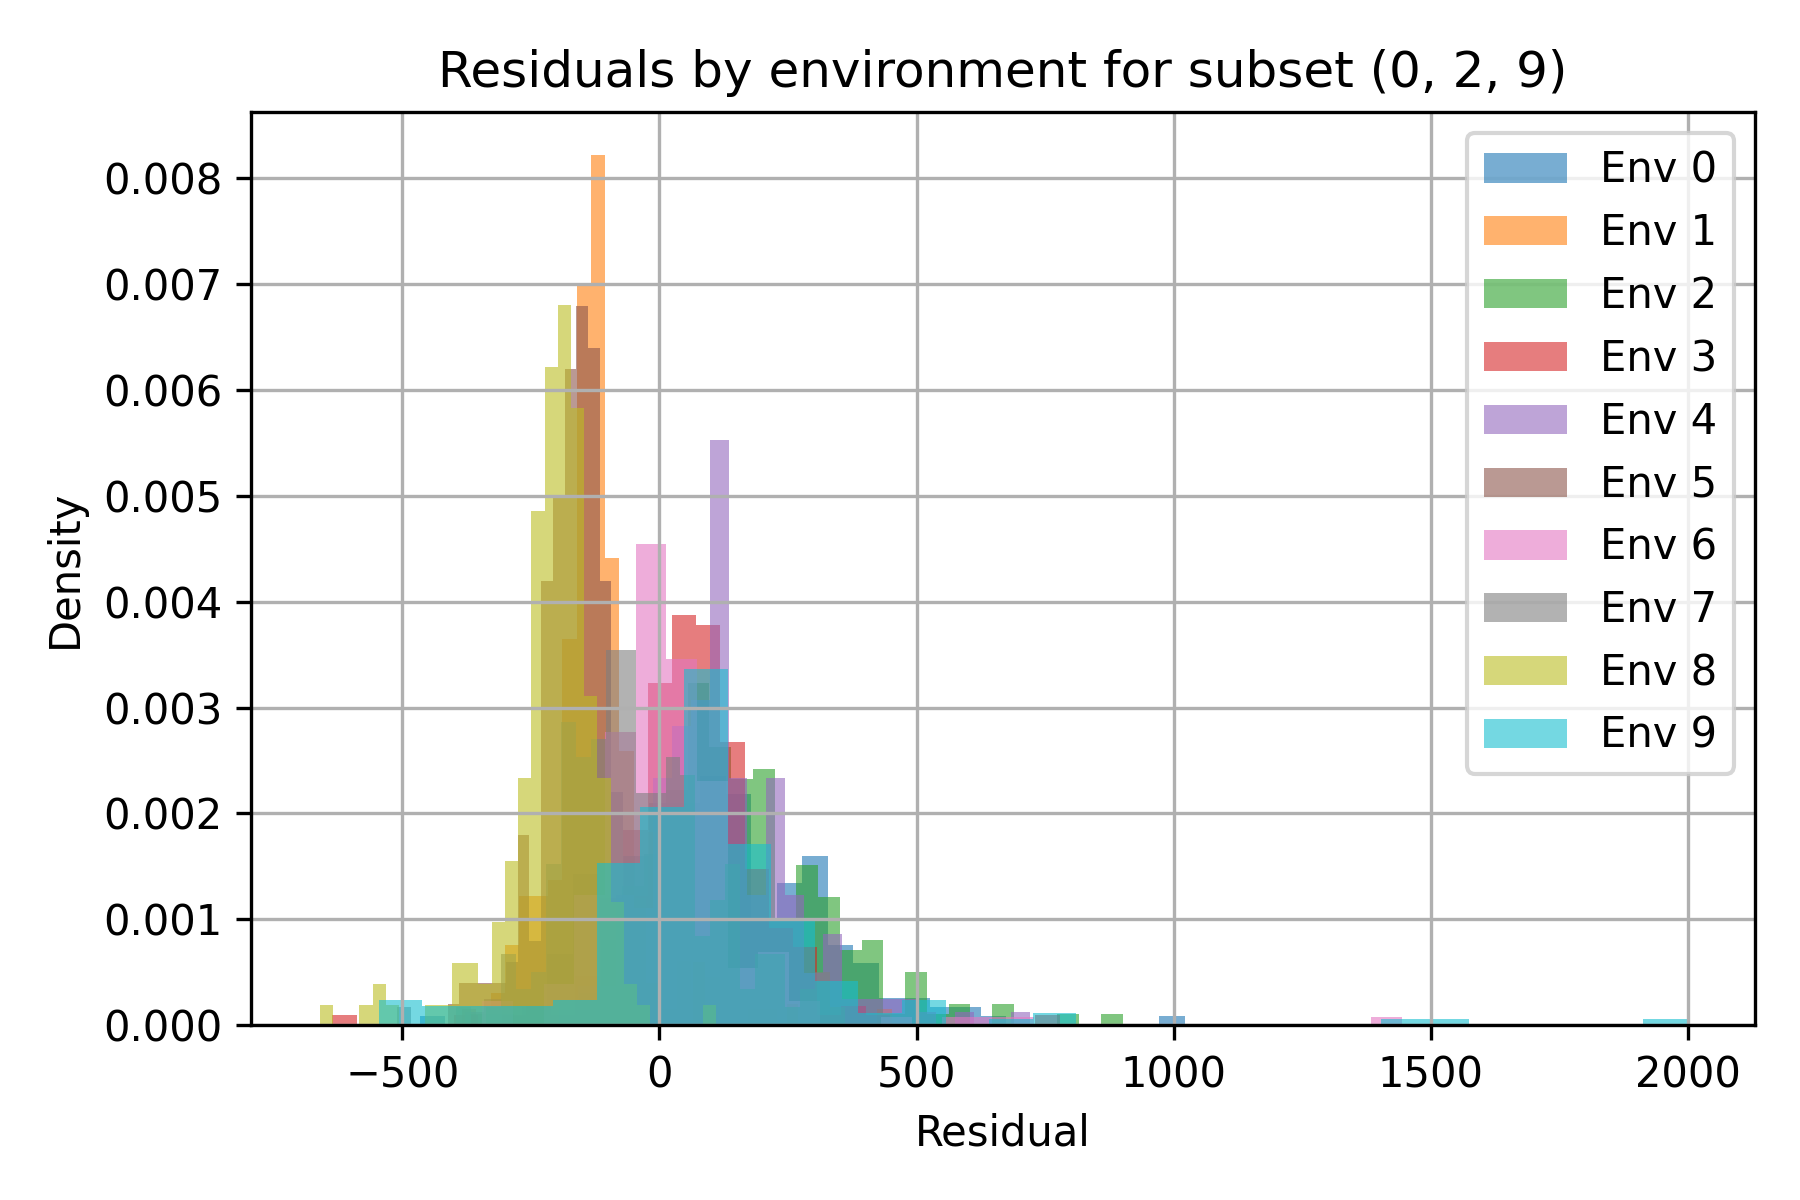 Residuals by environment for subset (0, 2, 9)
0.008
0.007
0.006
0.005
0.004
0.003
0.002
0.001
0.000
Density
−500
0
500
1000
1500
2000
Residual
Env 0
Env 1
Env 2
Env 3
Env 4
Env 5
Env 6
Env 7
Env 8
Env 9